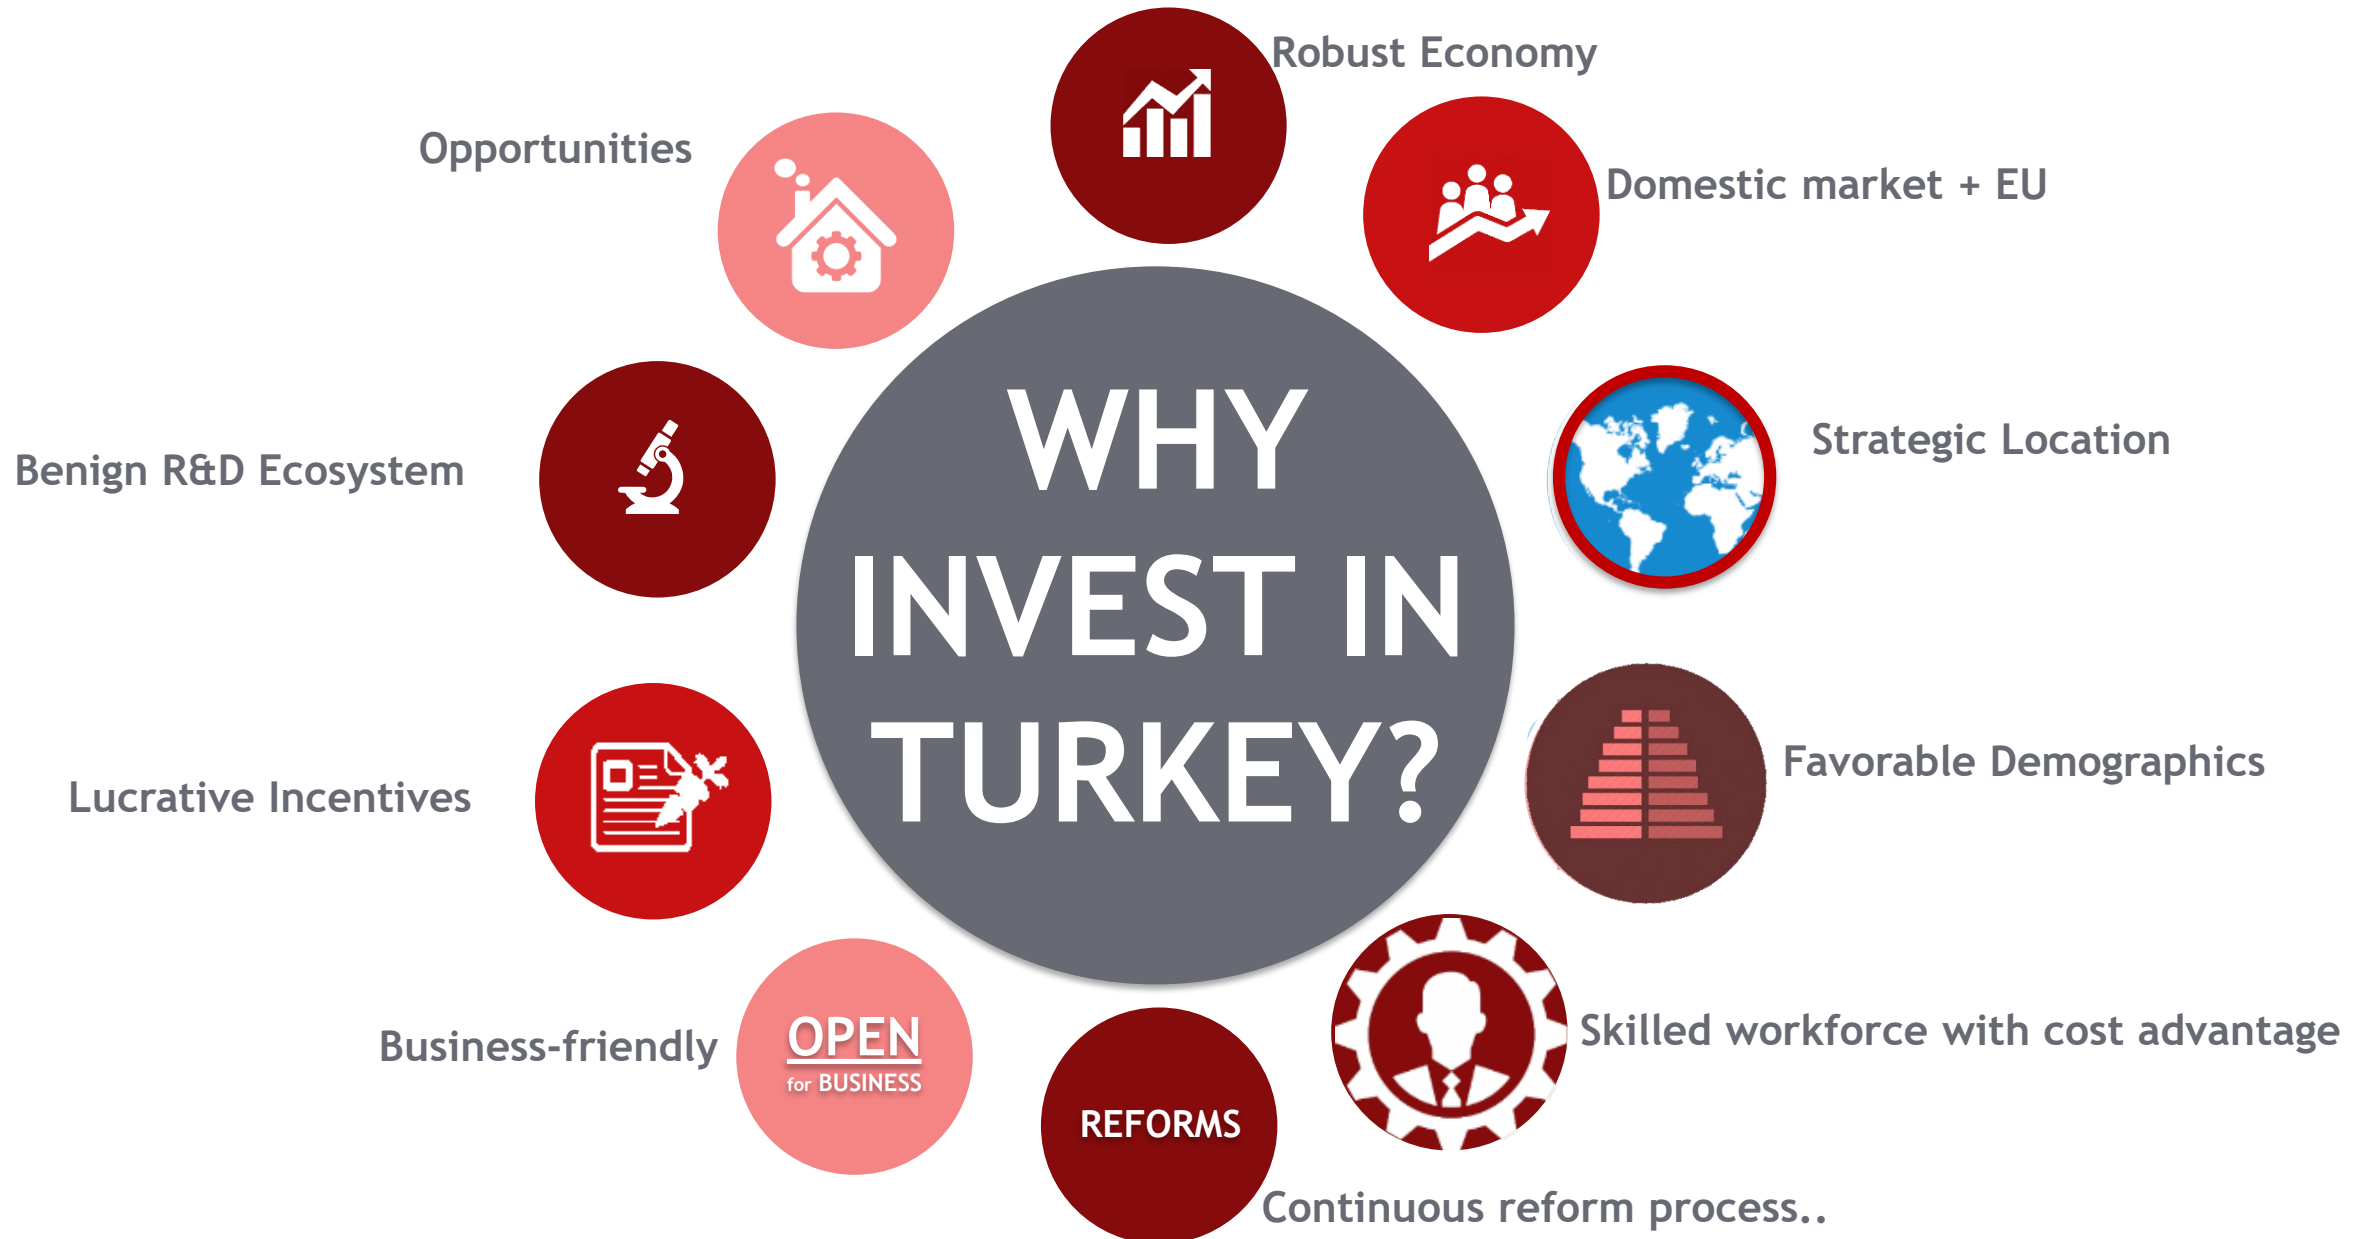 Robust Economy
Opportunities
Domestic market + EU
WHY
INVEST IN
TURKEY?
Strategic Location
Benign R&D Ecosystem
Favorable Demographics
Lucrative Incentives
Skilled workforce with cost advantage
Business-friendly
OPEN
for BUSINESS
REFORMS
Continuous reform process..